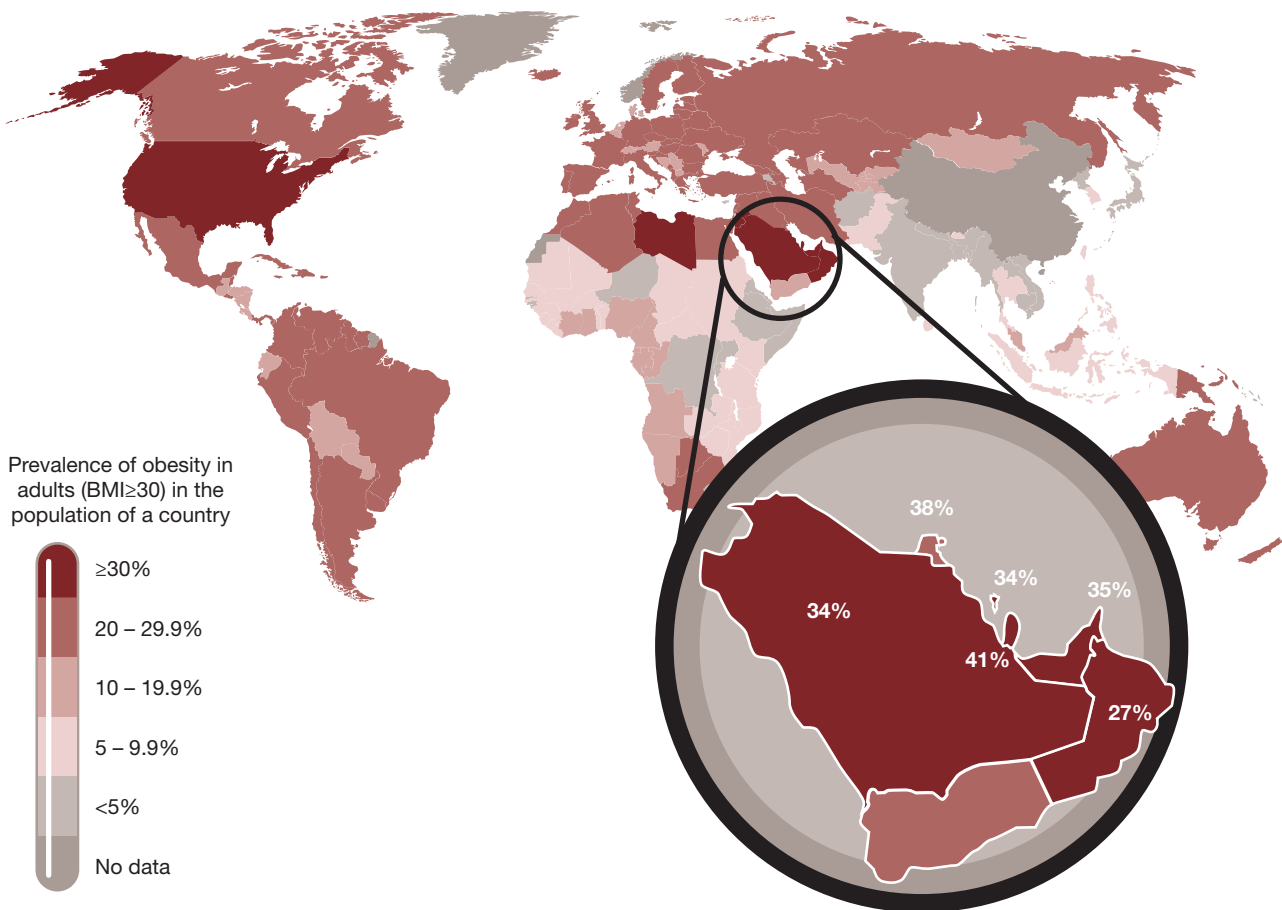 Prevalence of obesity in
adults (BMI≥30) in the
population of a country
≥30%
20 – 29.9%
10 – 19.9%
5 – 9.9%
<5%
No data
38%
34%
35%
34%
41%
27%